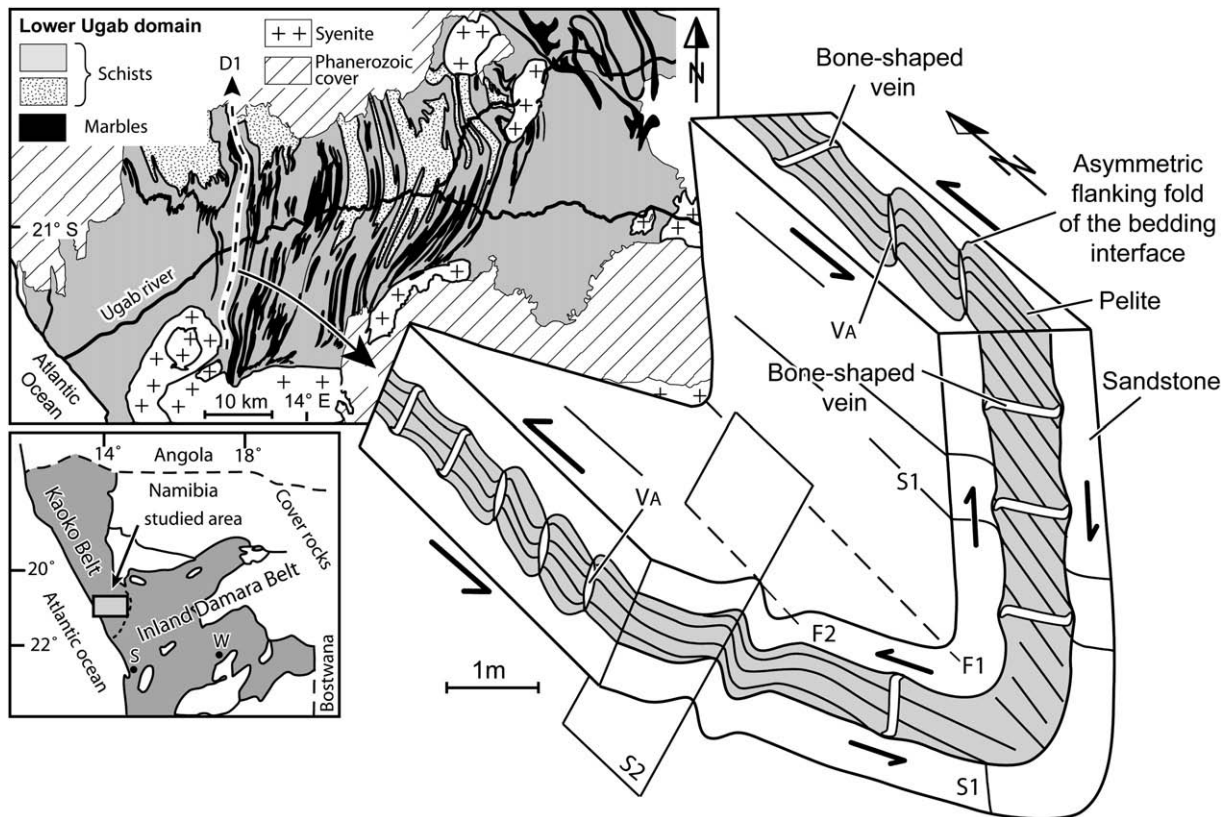 Lower Ugab domain
Schists
Marbles
Syenite
Phanerozoic
cover
D1
N
21° S
Ugab river
Atlantic
Ocean
10 km
14° E
14°
18°
Angola
Namibia
studied area
Cover rocks
Kaoko Belt
20°
Inland Damara Belt
Atlantic ocean
22°
S
W
Bostwana
Bone-shaped
vein
N
Asymmetric
flanking fold
of the bedding
interface
Pelite
VA
Bone-shaped
vein
Sandstone
S1
VA
F2
F1
1m
S2
S1